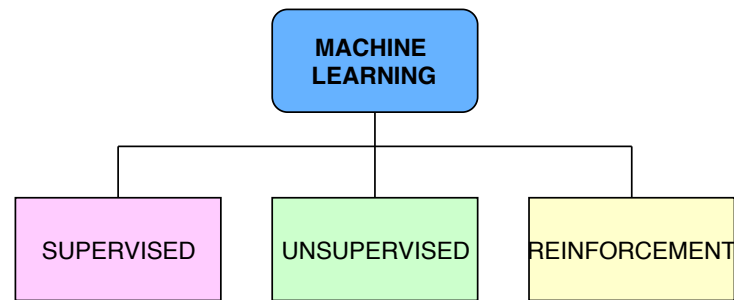 MACHINE
LEARNING
SUPERVISED
UNSUPERVISED
REINFORCEMENT